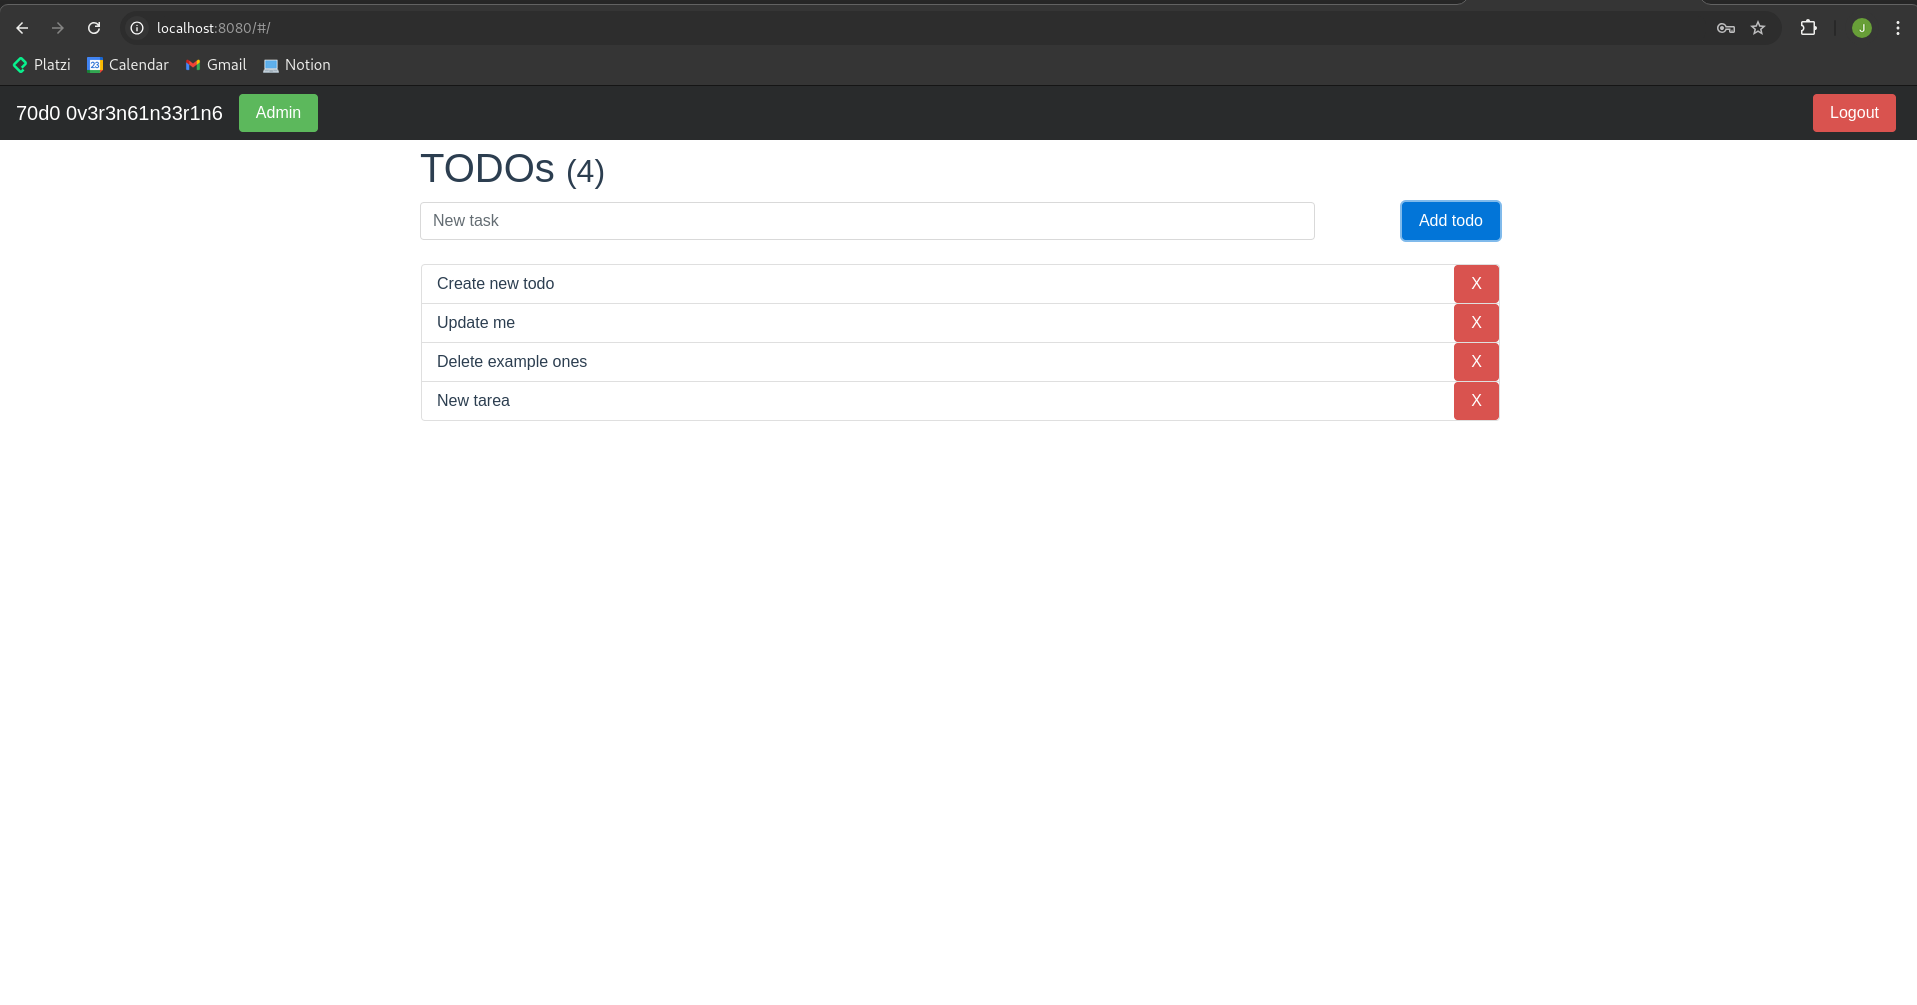 localhost:8080/#/
J
Platzi Calendar Gmail Notion
70d0 0v3r3n61n33r1n6 Admin Logout
TODOs (4)
New task Add todo
Create new todo X
Update me X
Delete example ones X
New tarea X